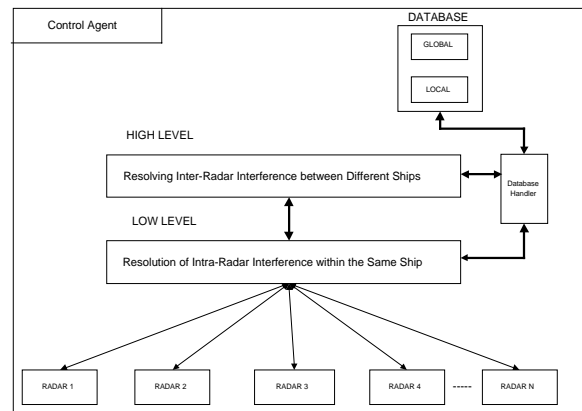 Control Agent
DATABASE
GLOBAL
LOCAL
HIGH LEVEL
Resolving Inter-Radar Interference between Different Ships
Database
Handler
LOW LEVEL
Resolution of Intra-Radar Interference within the Same Ship
RADAR 1
RADAR 2
RADAR 3
RADAR 4
-----
RADAR N